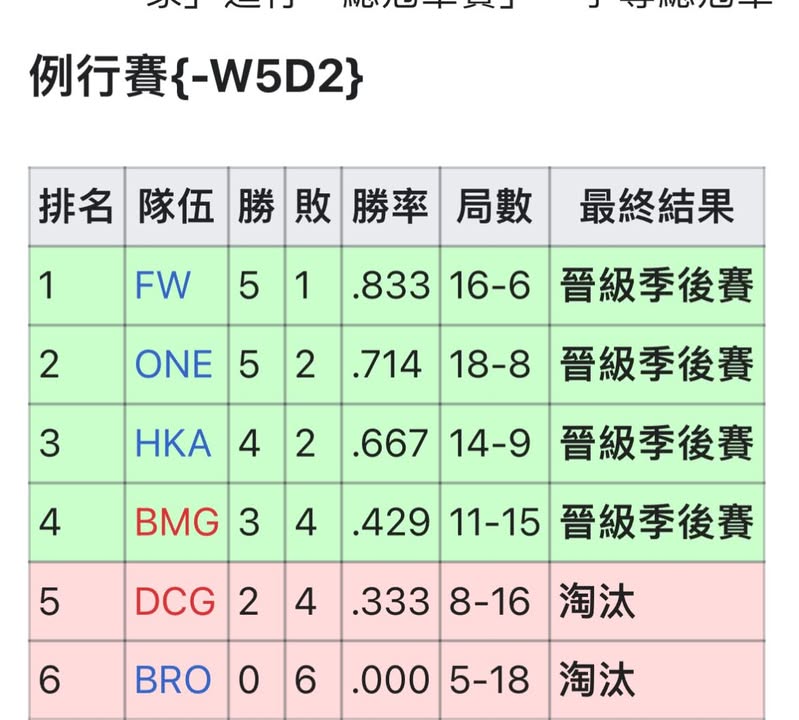 例行賽{-W5D2}
排名 隊伍 勝 敗 勝率 局數 最終結果
1 FW 5 1 .833 16-6 晉級季後賽
2 ONE 5 2 .714 18-8 晉級季後賽
3 HKA 4 2 .667 14-9 晉級季後賽
4 BMG 3 4 .429 11-15 晉級季後賽
5 DCG 2 4 .333 8-16 淘汰
6 BRO 0 6 .000 5-18 淘汰